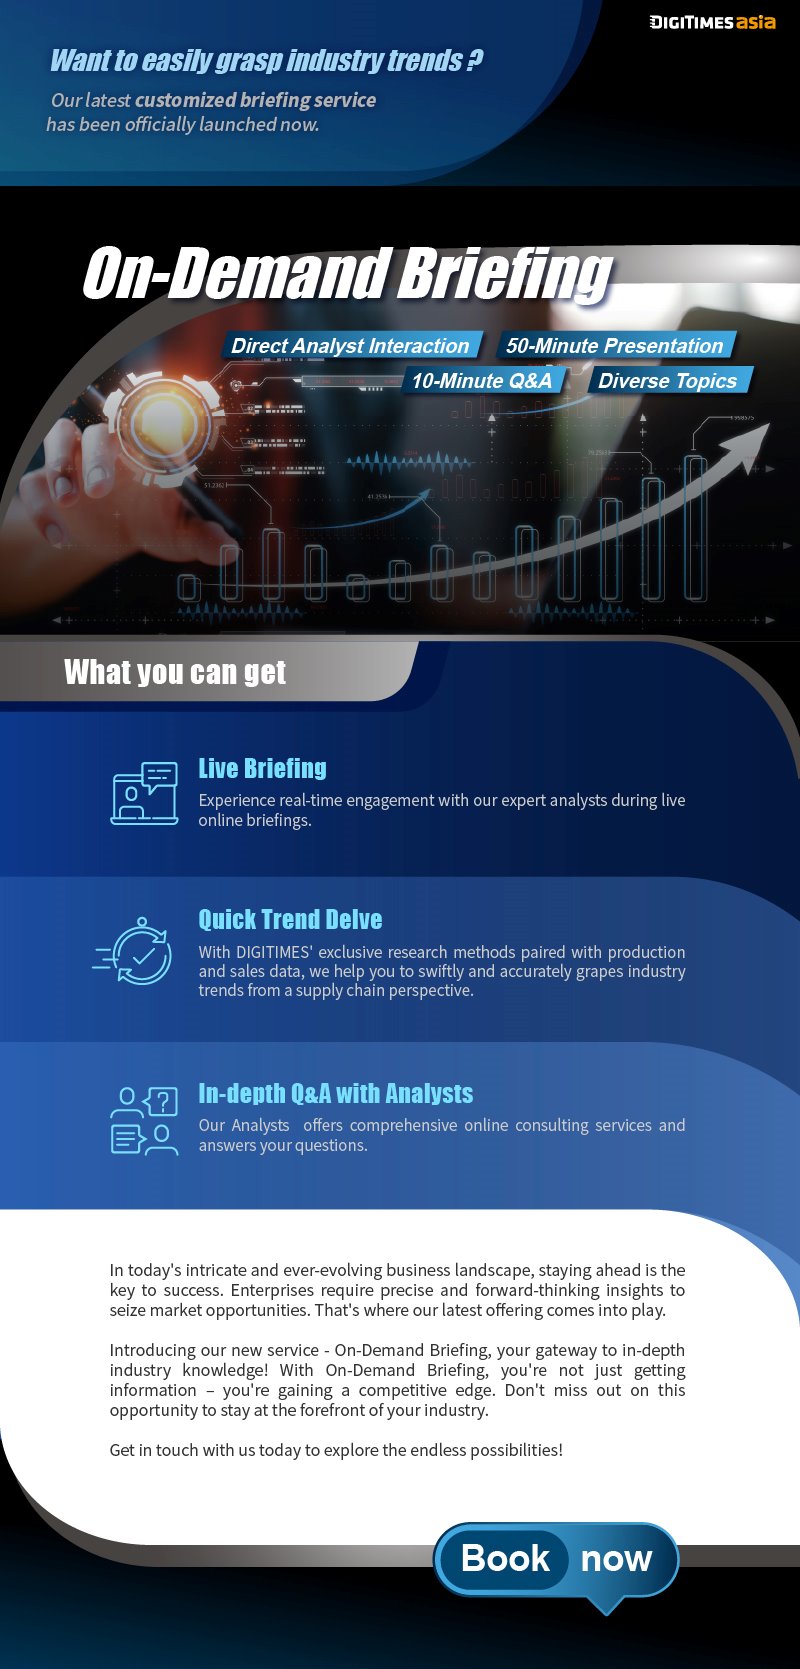 DIGITIMES asia
Want to easily grasp industry trends ?
Our latest customized briefing service
has been officially launched now.
On-Demand Briefing
Direct Analyst Interaction
50-Minute Presentation
10-Minute Q&A
Diverse Topics
51.2362
41.2576
What you can get
Live Briefing
Experience real-time engagement with our expert analysts during live
online briefings.
Quick Trend Delve
With DIGITIMES' exclusive research methods paired with production
and sales data, we help you to swiftly and accurately grapes industry
trends from a supply chain perspective.
In-depth Q&A with Analysts
Our Analysts offers comprehensive online consulting services and
answers your questions.
In today's intricate and ever-evolving business landscape, staying ahead is the
key to success. Enterprises require precise and forward-thinking insights to
seize market opportunities. That's where our latest offering comes into play.
Introducing our new service - On-Demand Briefing, your gateway to in-depth
industry knowledge! With On-Demand Briefing, you're not just getting
information – you're gaining a competitive edge. Don't miss out on this
opportunity to stay at the forefront of your industry.
Get in touch with us today to explore the endless possibilities!
Book now